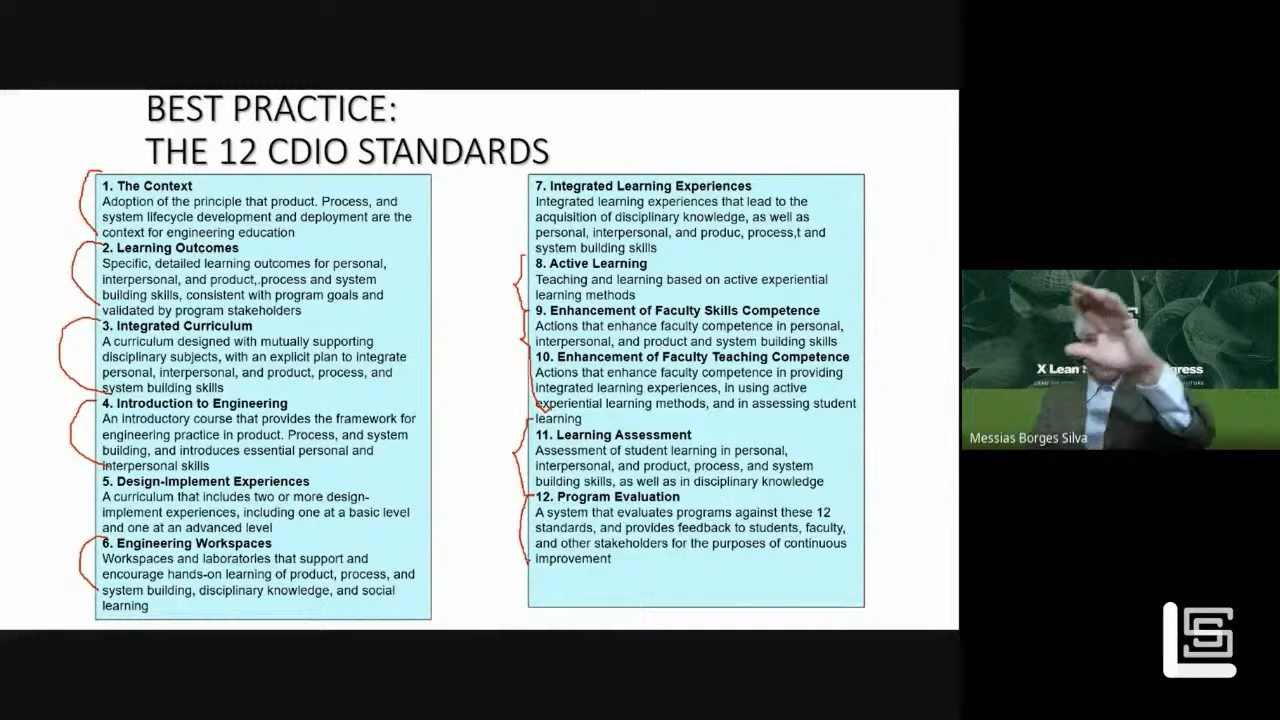 BEST PRACTICE:
THE 12 CDIO STANDARDS
1. The Context
Adoption of the principle that product. Process, and
system lifecycle development and deployment are the
context for engineering education
2. Learning Outcomes
Specific, detailed learning outcomes for personal,
interpersonal, and product,.process and system
building skills, consistent with program goals and
validated by program stakeholders
3. Integrated Curriculum
A curriculum designed with mutually supporting
disciplinary subjects, with an explicit plan to integrate
personal, interpersonal, and product, process, and
system building skills
4. Introduction to Engineering
An introductory course that provides the framework for
engineering practice in product. Process, and system
building, and introduces essential personal and
interpersonal skills
5. Design-Implement Experiences
A curriculum that includes two or more design-
implement experiences, including one at a basic level
and one at an advanced level
6. Engineering Workspaces
Workspaces and laboratories that support and
encourage hands-on learning of product, process, and
system building, disciplinary knowledge, and social
learning
7. Integrated Learning Experiences
Integrated learning experiences that lead to the
acquisition of disciplinary knowledge, as well as
personal, interpersonal, and produc, process,t and
system building skills
8. Active Learning
Teaching and learning based on active experiential
learning methods
9. Enhancement of Faculty Skills Competence
Actions that enhance faculty competence in personal,
interpersonal, and product and system building skills
10. Enhancement of Faculty Teaching Competence
Actions that enhance faculty competence in providing
integrated learning experiences, in using active
experiential learning methods, and in assessing student
learning
11. Learning Assessment
Assessment of student learning in personal,
interpersonal, and product, process, and system
building skills, as well as in disciplinary knowledge
12. Program Evaluation
A system that evaluates programs against these 12
standards, and provides feedback to students, faculty,
and other stakeholders for the purposes of continuous
improvement
X Lean gress
Messias Borges Silva
LS